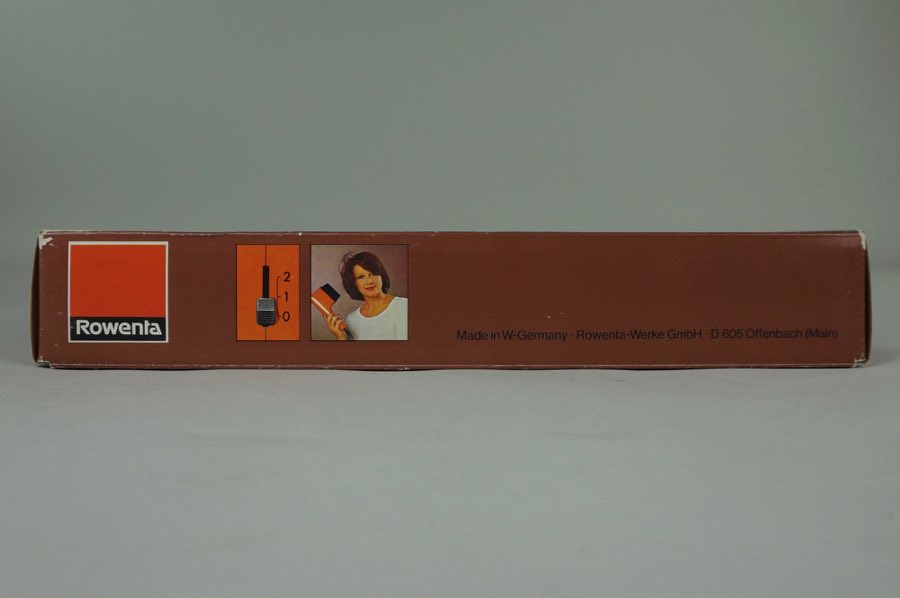 Rowenta
2
1
0
Made in W.-Germany · Rowenta-Werke GmbH · D 605 Offenbach (Main)